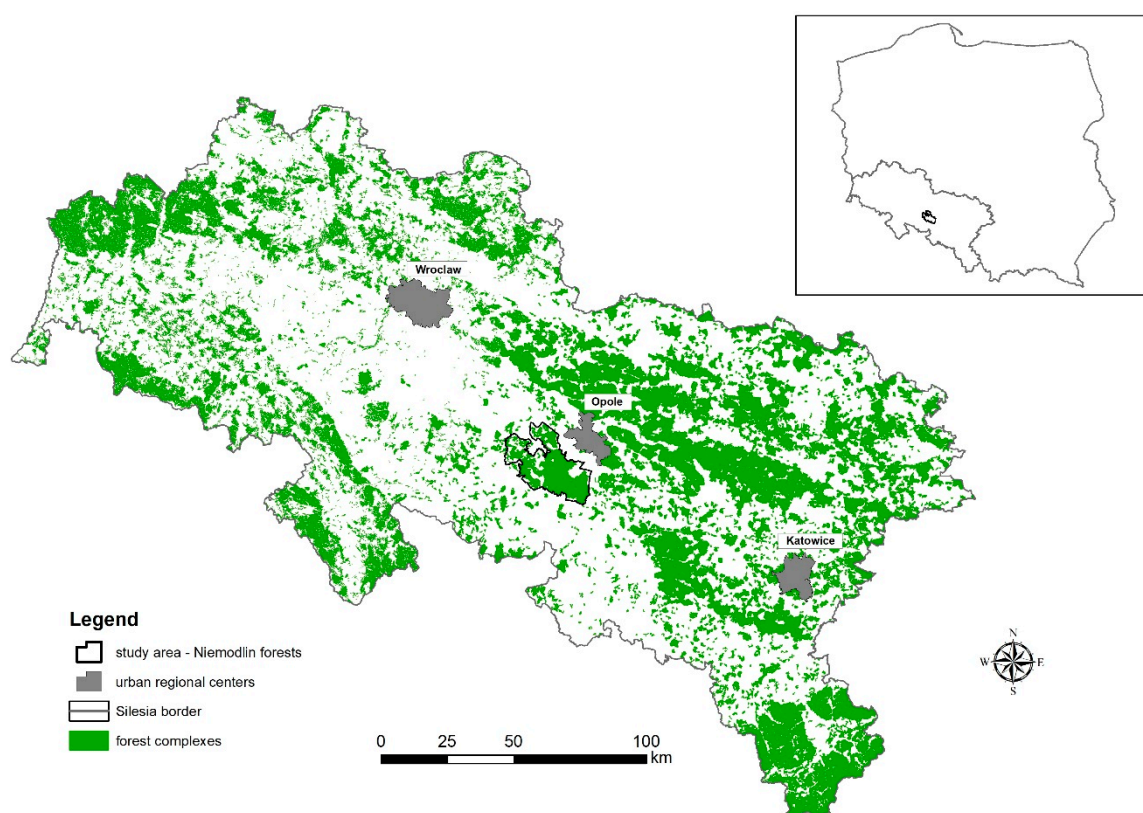 Wroclaw
Opole
Katowice
Legend
study area - Niemodlin forests
urban regional centers
Silesia border
forest complexes
0 25 50 100
km
N
W E
S